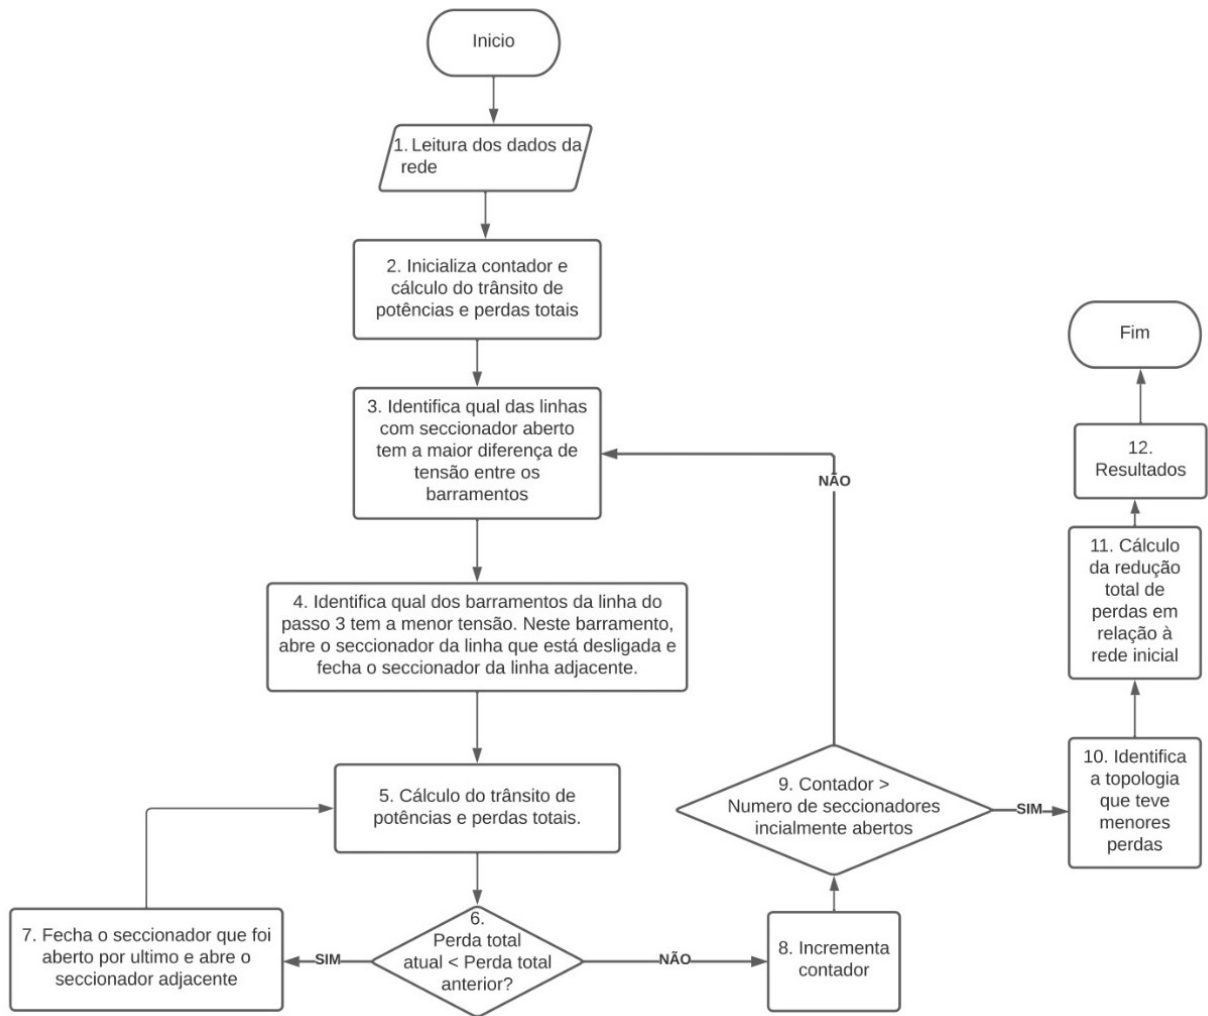 Inicio
1. Leitura dos dados da
rede
2. Inicializa contador e
cálculo do trânsito de
potências e perdas totais
3. Identifica qual das linhas
com seccionador aberto
tem a maior diferença de
tensão entre os
barramentos
4. Identifica qual dos barramentos da linha do
passo 3 tem a menor tensão. Neste barramento,
abre o seccionador da linha que está desligada e
fecha o seccionador da linha adjacente.
5. Cálculo do trânsito de
potências e perdas totais.
6.
Perda total
atual < Perda total
anterior?
SIM
7. Fecha o seccionador que foi
aberto por ultimo e abre o
seccionador adjacente
NÃO
8. Incrementa
contador
9. Contador >
Numero de seccionadores
incialmente abertos
NÃO
SIM
10. Identifica
a topologia
que teve
menores
perdas
11. Cálculo
da redução
total de
perdas em
relação à
rede inicial
12.
Resultados
Fim